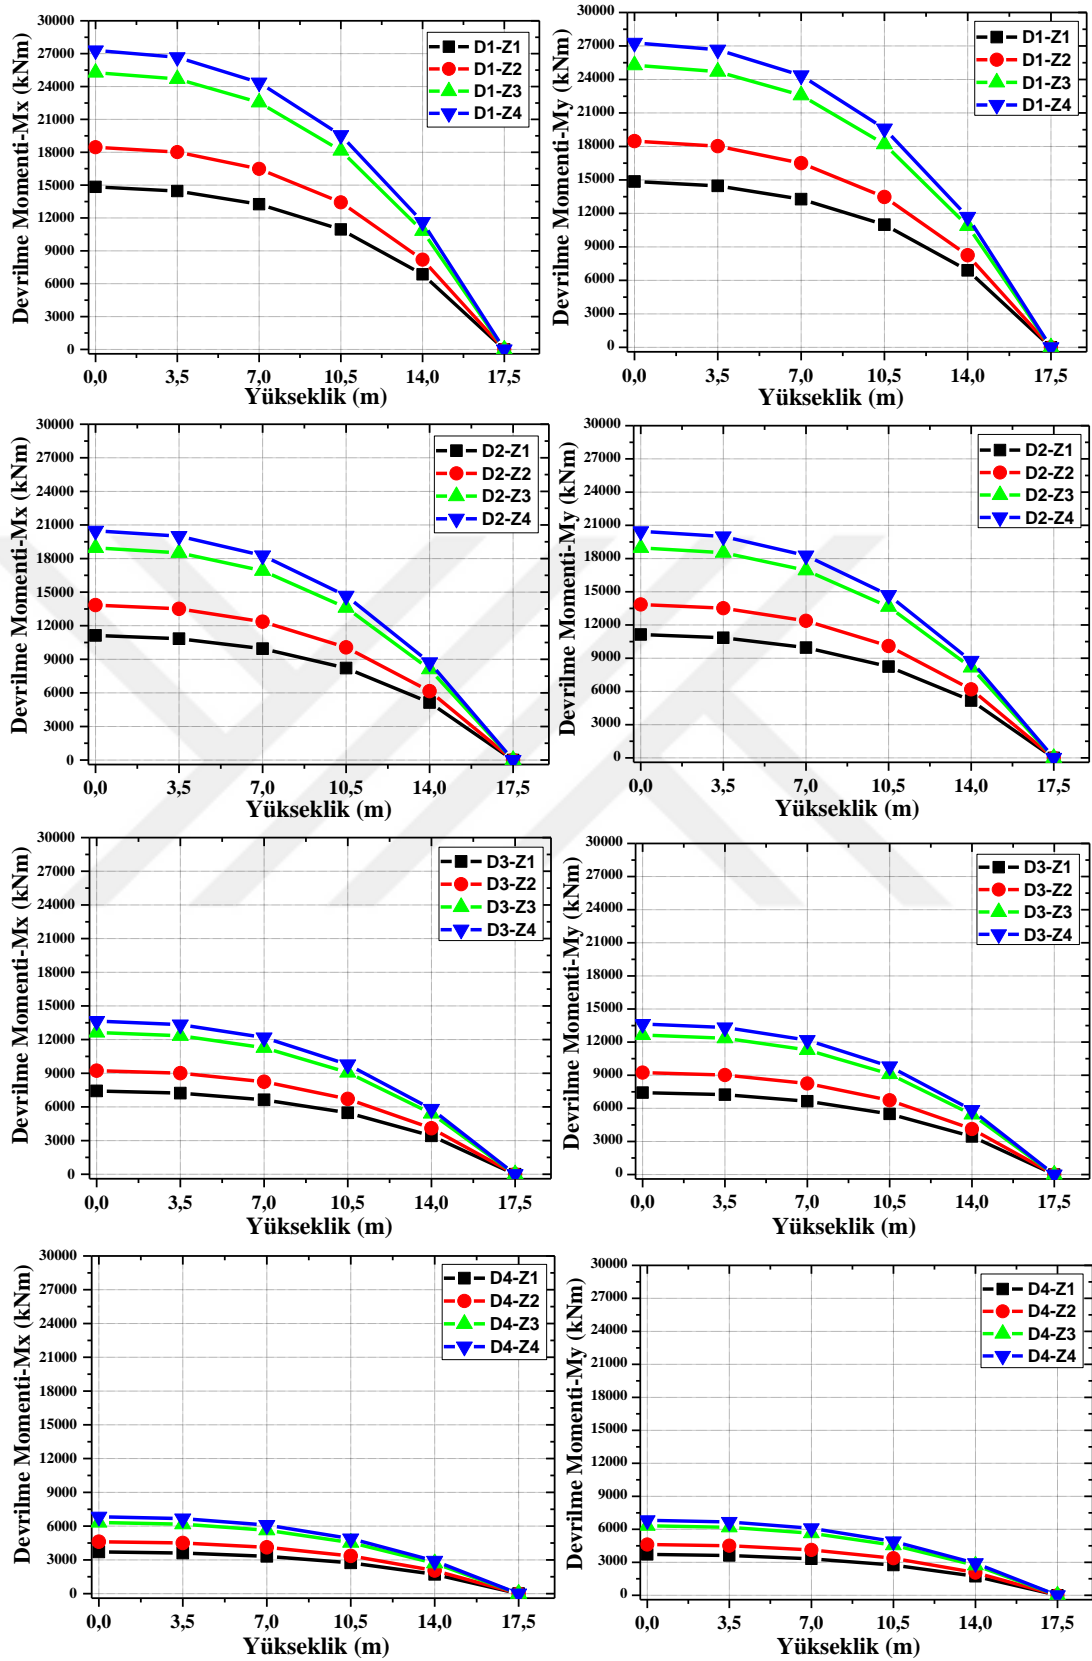 Devrilme Momenti-Mx (kNm)
30000
27000
24000
21000
18000
15000
12000
9000
6000
3000
0
D1-Z1
D1-Z2
D1-Z3
D1-Z4
0,0 3,5 7,0 10,5 14,0 17,5
Yükseklik (m)
Devrilme Momenti-My (kNm)
30000
27000
24000
21000
18000
15000
12000
9000
6000
3000
0
D1-Z1
D1-Z2
D1-Z3
D1-Z4
0,0 3,5 7,0 10,5 14,0 17,5
Yükseklik (m)
Devrilme Momenti-Mx (kNm)
30000
27000
24000
21000
18000
15000
12000
9000
6000
3000
0
D2-Z1
D2-Z2
D2-Z3
D2-Z4
0,0 3,5 7,0 10,5 14,0 17,5
Yükseklik (m)
Devrilme Momenti-My (kNm)
30000
27000
24000
21000
18000
15000
12000
9000
6000
3000
0
D2-Z1
D2-Z2
D2-Z3
D2-Z4
0,0 3,5 7,0 10,5 14,0 17,5
Yükseklik (m)
Devrilme Momenti-Mx (kNm)
30000
27000
24000
21000
18000
15000
12000
9000
6000
3000
0
D3-Z1
D3-Z2
D3-Z3
D3-Z4
0,0 3,5 7,0 10,5 14,0 17,5
Yükseklik (m)
Devrilme Momenti-My (kNm)
30000
27000
24000
21000
18000
15000
12000
9000
6000
3000
0
D3-Z1
D3-Z2
D3-Z3
D3-Z4
0,0 3,5 7,0 10,5 14,0 17,5
Yükseklik (m)
Devrilme Momenti-Mx (kNm)
30000
27000
24000
21000
18000
15000
12000
9000
6000
3000
0
D4-Z1
D4-Z2
D4-Z3
D4-Z4
0,0 3,5 7,0 10,5 14,0 17,5
Yükseklik (m)
Devrilme Momenti-My (kNm)
30000
27000
24000
21000
18000
15000
12000
9000
6000
3000
0
D4-Z1
D4-Z2
D4-Z3
D4-Z4
0,0 3,5 7,0 10,5 14,0 17,5
Yükseklik (m)